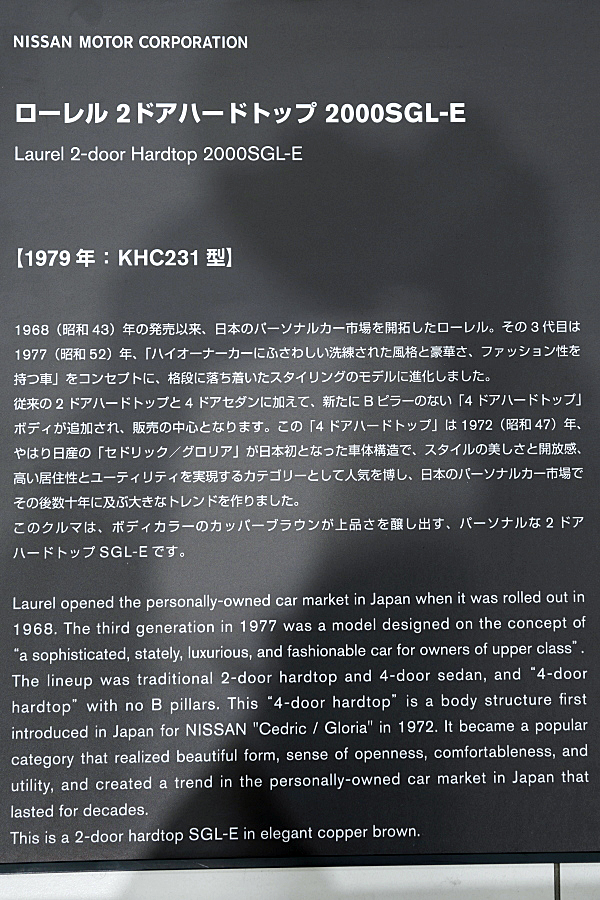 NISSAN MOTOR CORPORATION
ローレル 2ドアハードトップ 2000SGL-E
Laurel 2-door Hardtop 2000SGL-E
【1979 年：KHC231 型】
1968（昭和 43）年の発売以来、日本のパーソナルカー市場を開拓したローレル。その 3 代目は
1977（昭和 52）年、「ハイオーナーカーにふさわしい洗練された風格と豪華さ、ファッション性を
持つ車」をコンセプトに、格段に落ち着いたスタイリングのモデルに進化しました。
従来の 2 ドアハードトップと 4 ドアセダンに加えて、新たに B ピラーのない「4 ドアハードトップ」
ボディが追加され、販売の中心となります。この「4 ドアハードトップ」は 1972（昭和 47）年、
やはり日産の「セドリック／グロリア」が日本初となった車体構造で、スタイルの美しさと開放感、
高い居住性とユーティリティを実現するカテゴリーとして人気を博し、日本のパーソナルカー市場で
その後数十年に及ぶ大きなトレンドを作りました。
このクルマは、ボディカラーのカッパーブラウンが上品さを醸し出す、パーソナルな 2 ドア
ハードトップ SGL-E です。
Laurel opened the personally-owned car market in Japan when it was rolled out in
1968. The third generation in 1977 was a model designed on the concept of
“a sophisticated, stately, luxurious, and fashionable car for owners of upper class”.
The lineup was traditional 2-door hardtop and 4-door sedan, and “4-door
hardtop” with no B pillars. This “4-door hardtop” is a body structure first
introduced in Japan for NISSAN "Cedric / Gloria" in 1972. It became a popular
category that realized beautiful form, sense of openness, comfortableness, and
utility, and created a trend in the personally-owned car market in Japan that
lasted for decades.
This is a 2-door hardtop SGL-E in elegant copper brown.